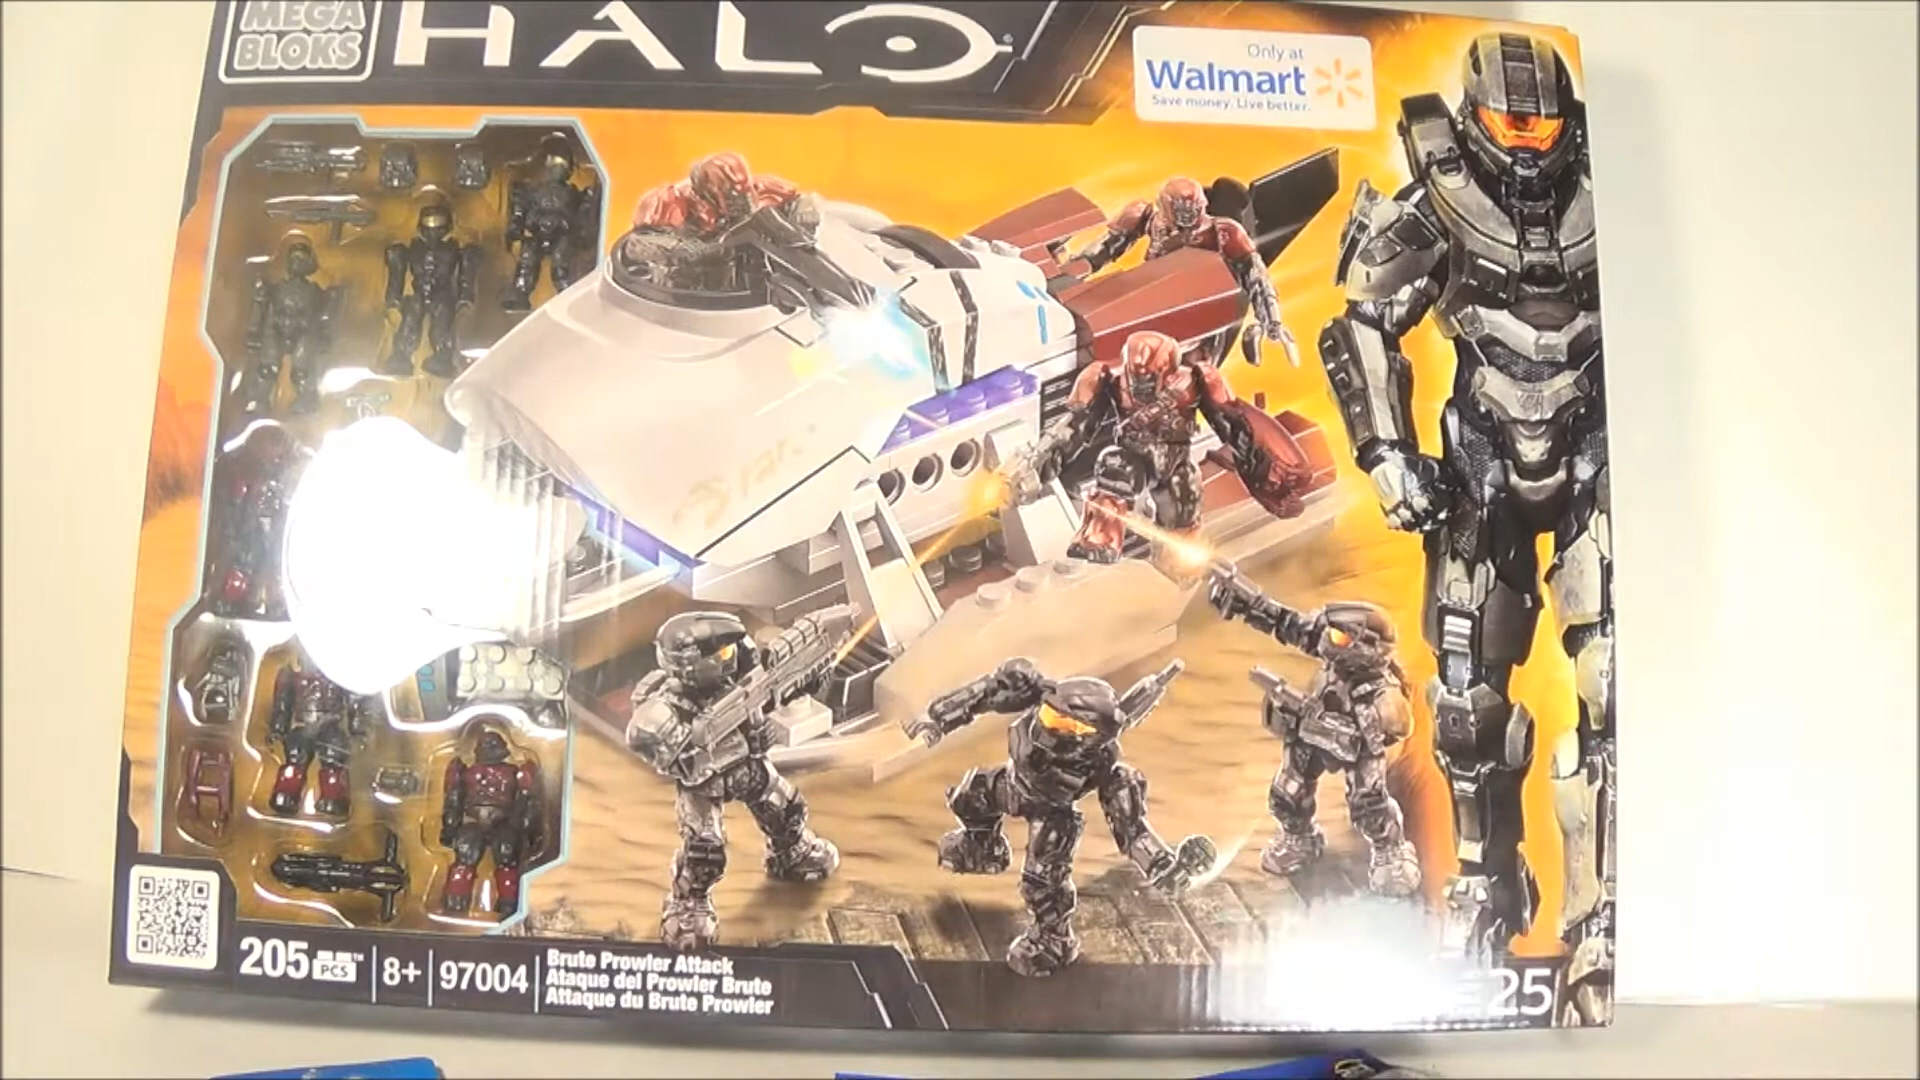 MEGA
BLOKS
HALO
Only at
Walmart
Save money. Live better.
205 PCS
8+
97004
Brute Prowler Attack
Ataque del Prowler Brute
Attaque du Brute Prowler
25